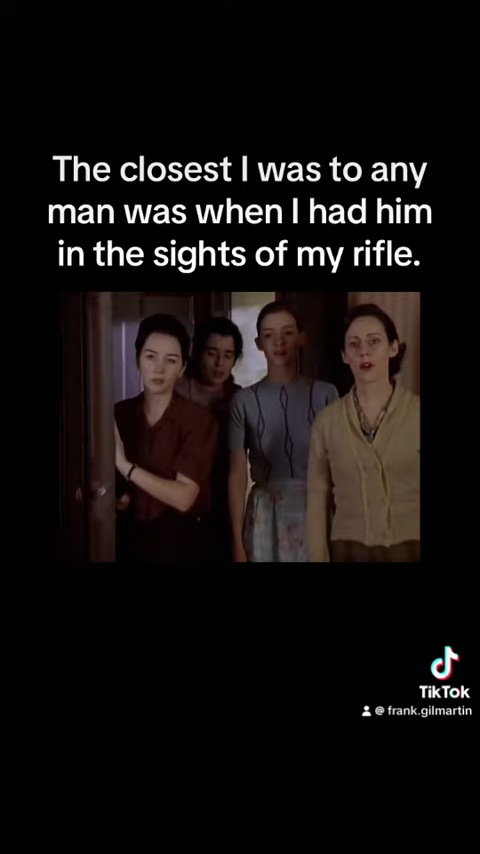 The closest I was to any
man was when I had him
in the sights of my rifle.
TikTok
@ frank.gilmartin